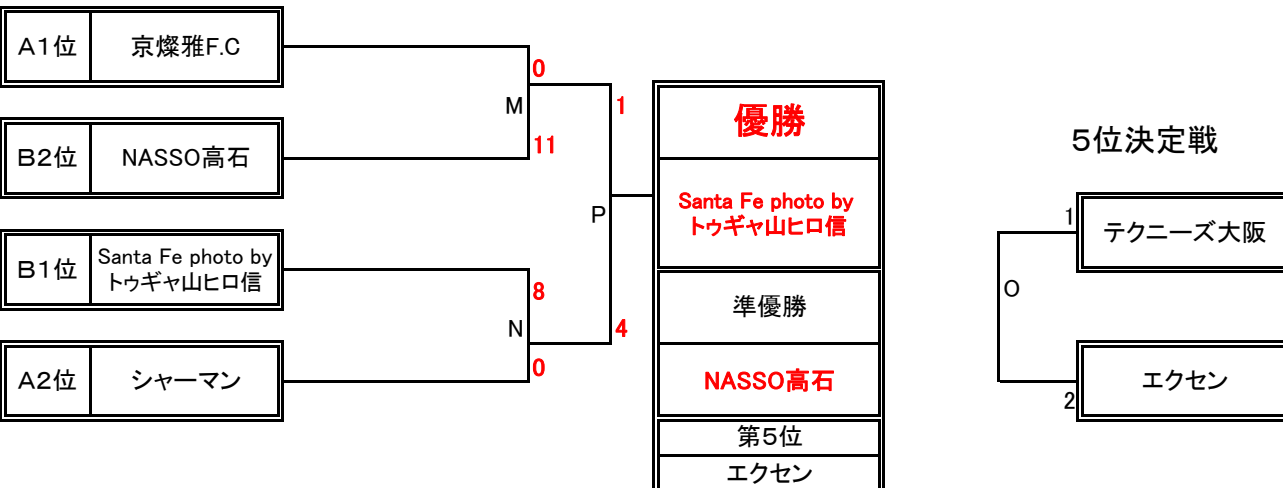 A1位
京燦雅F.C
0
M
11
B2位
NASSO高石
B1位
Santa Fe photo by
トゥギャ山ヒロ信
8
N
0
A2位
シャーマン
1
P
4
優勝
Santa Fe photo by
トゥギャ山ヒロ信
準優勝
NASSO高石
第5位
エクセン
5位決定戦
1
テクニーズ大阪
O
2
エクセン